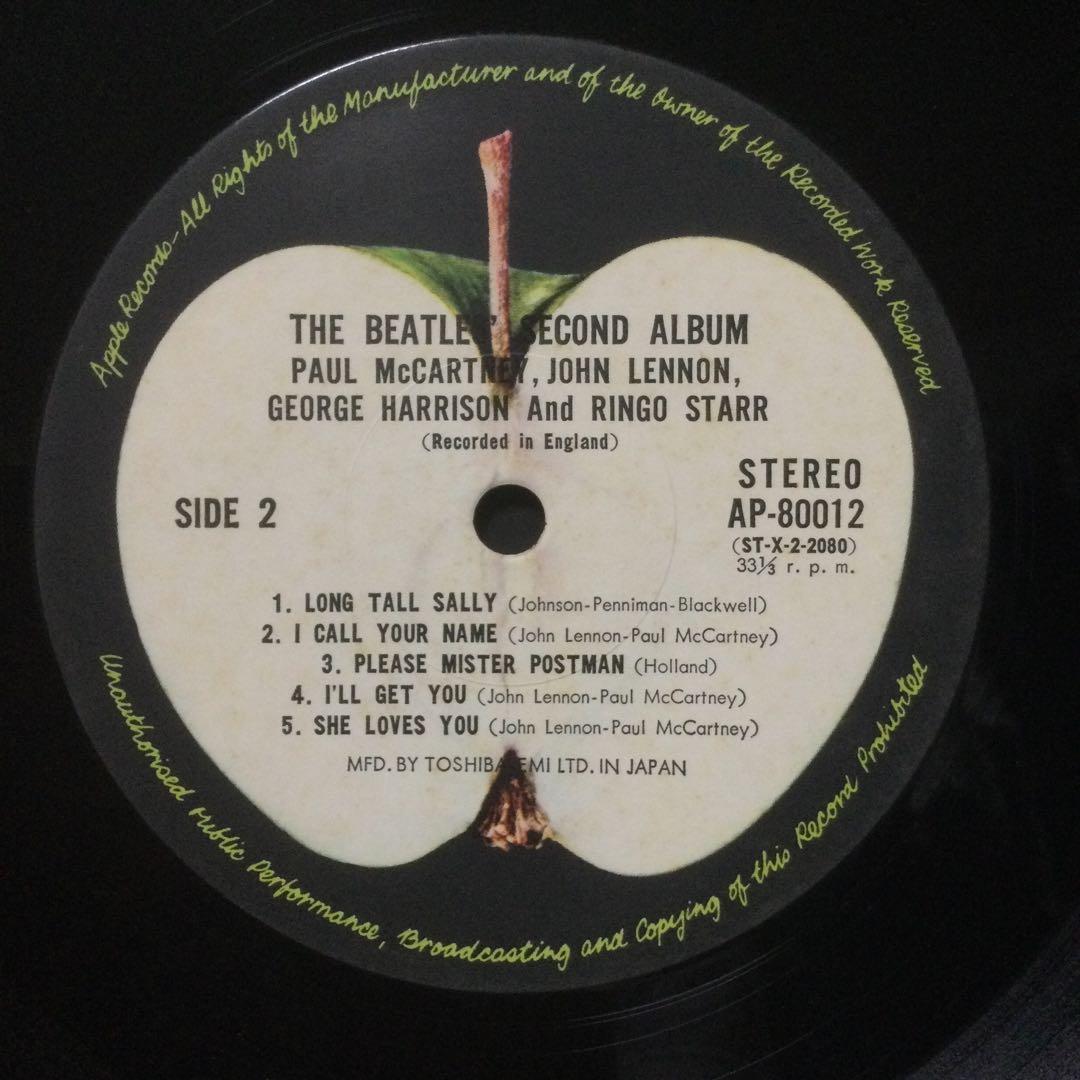 Apple Records-All Rights of the Manufacturer and of the Owner of the Recorded Work Reserved
THE BEATLES' SECOND ALBUM
PAUL McCARTNEY, JOHN LENNON,
GEORGE HARRISON And RINGO STARR
(Recorded in England)
STEREO
SIDE 2
AP-80012
(ST-X-2-2080)
33⅓ r. p. m.
1. LONG TALL SALLY (Johnson-Penniman-Blackwell)
2. I CALL YOUR NAME (John Lennon-Paul McCartney)
3. PLEASE MISTER POSTMAN (Holland)
4. I'LL GET YOU (John Lennon-Paul McCartney)
5. SHE LOVES YOU (John Lennon-Paul McCartney)
MFD. BY TOSHIBA-EMI LTD. IN JAPAN
Unauthorised Public Performance, Broadcasting and Copying of this Record Prohibited